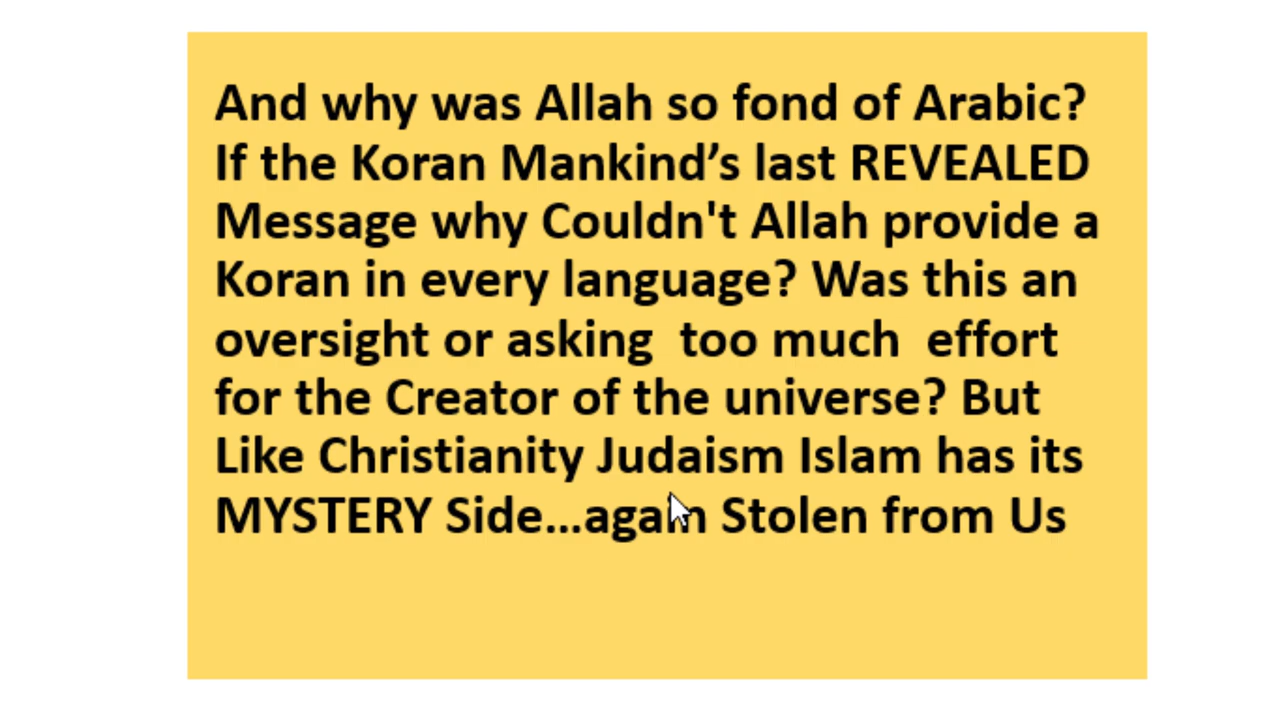 And why was Allah so fond of Arabic?
If the Koran Mankind’s last REVEALED
Message why Couldn't Allah provide a
Koran in every language? Was this an
oversight or asking  too much  effort
for the Creator of the universe? But
Like Christianity Judaism Islam has its
MYSTERY Side...again Stolen from Us